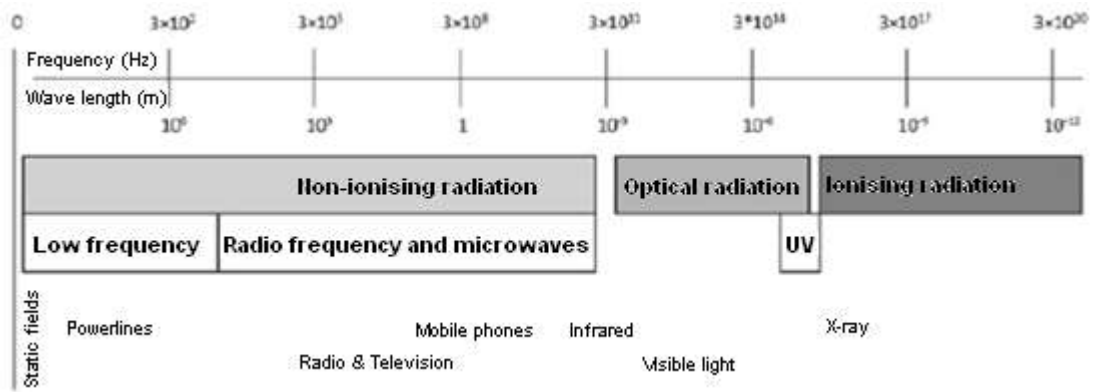 0 3×10² 3×10⁵ 3×10⁸ 3×10¹¹ 3*10¹⁴ 3×10¹⁷ 3×10²⁰
Frequency (Hz)
Wave length (m)
10⁶ 10³ 1 10⁻³ 10⁻⁶ 10⁻⁹ 10⁻¹²
Non-ionising radiation Optical radiation Ionising radiation
Low frequency Radio frequency and microwaves UV
Static fields
Powerlines Mobile phones Infrared X-ray
Radio & Television Visible light